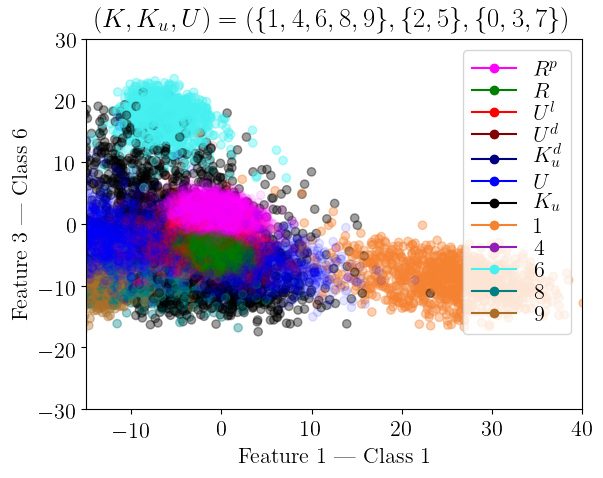 (K, K_u, U) = ({1, 4, 6, 8, 9}, {2, 5}, {0, 3, 7})
30
20
10
0
−10
−20
−30
Feature 3 — Class 6
−10 0 10 20 30 40
Feature 1 — Class 1
R^p
R
U^l
U^d
K_u^d
U
K_u
1
4
6
8
9